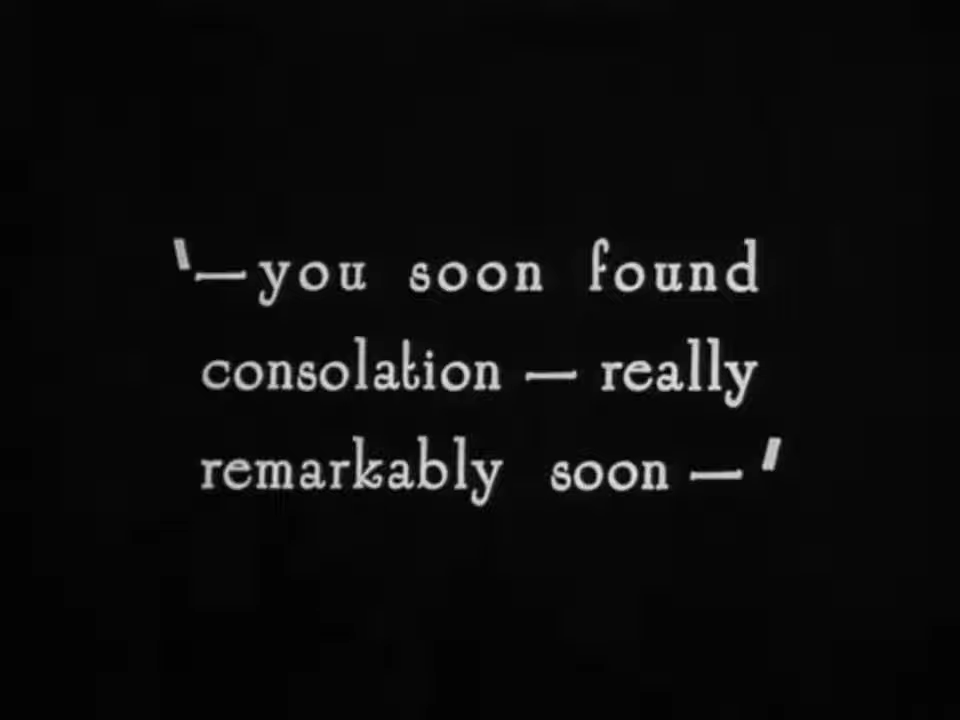 '—you soon found
consolation — really
remarkably soon —'